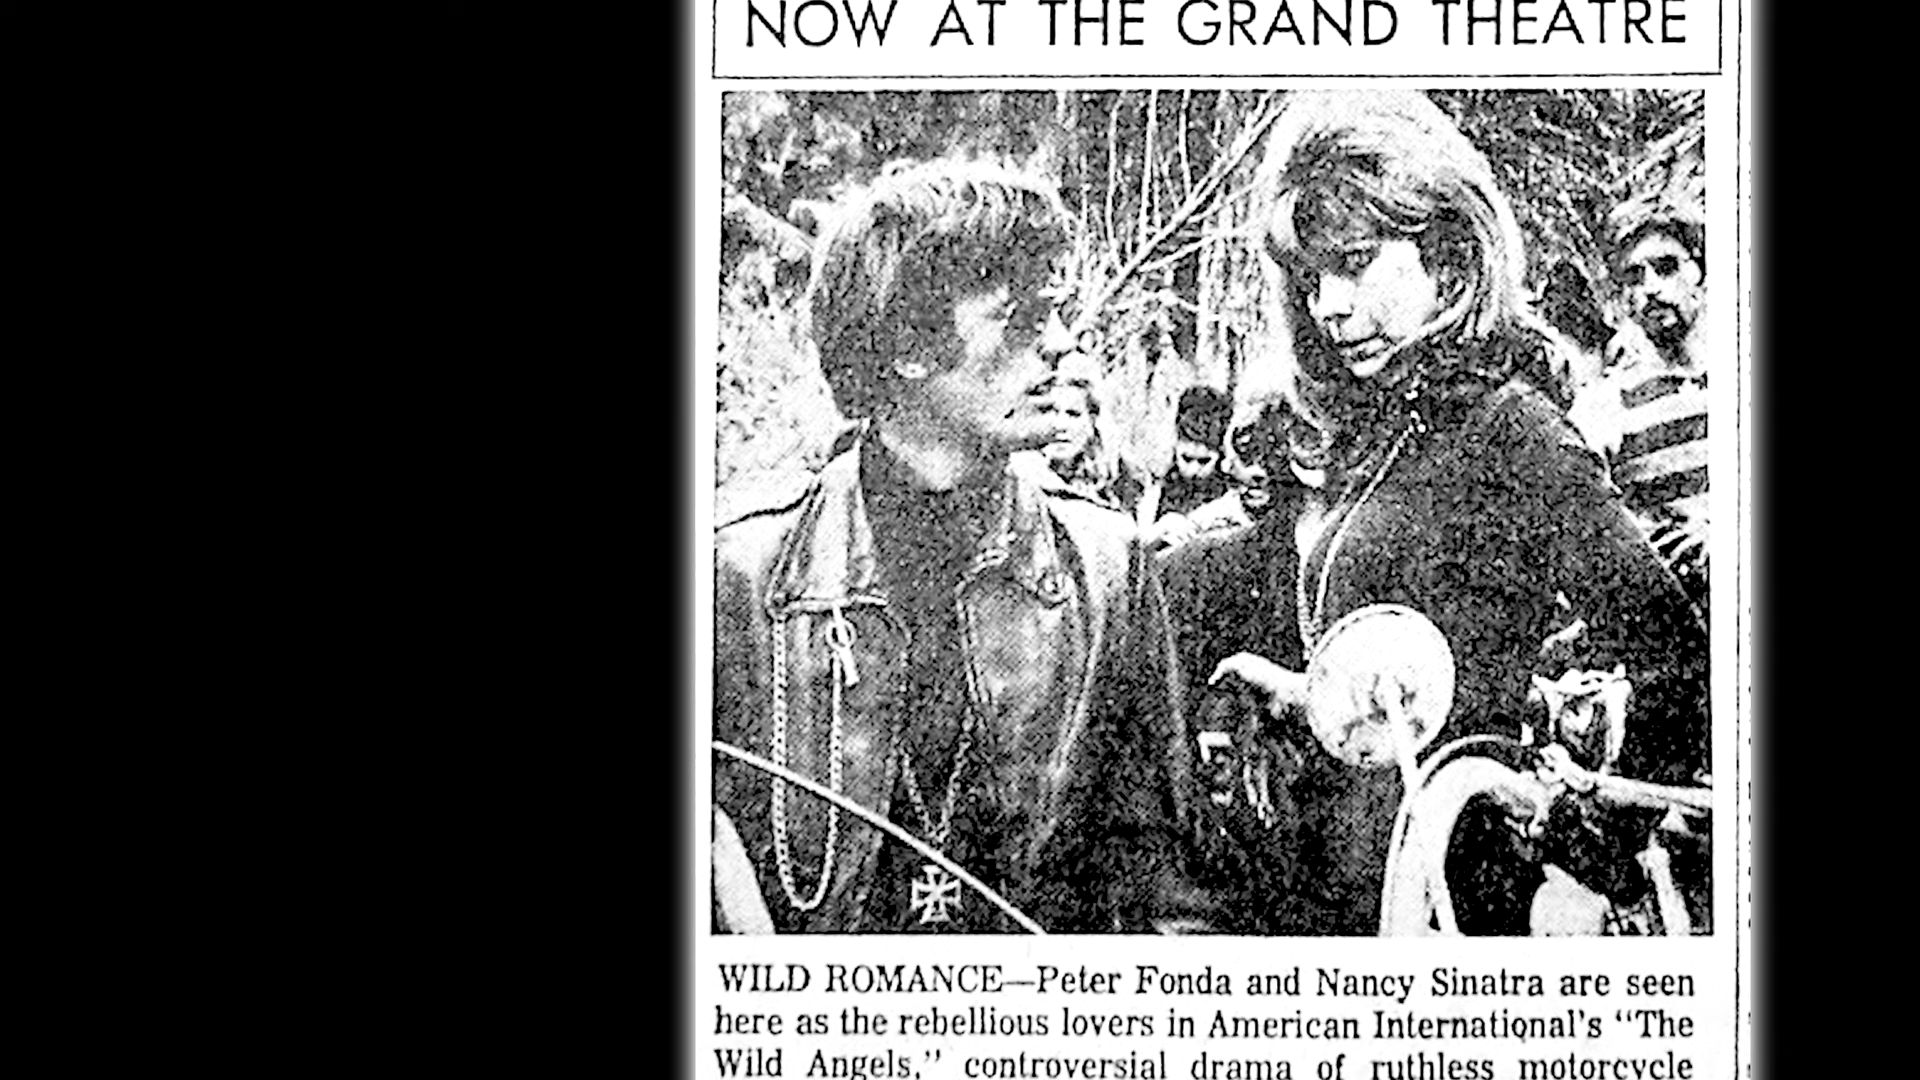 NOW AT THE GRAND THEATRE
WILD ROMANCE—Peter Fonda and Nancy Sinatra are seen
here as the rebellious lovers in American International's "The
Wild Angels," controversial drama of ruthless motorcycle